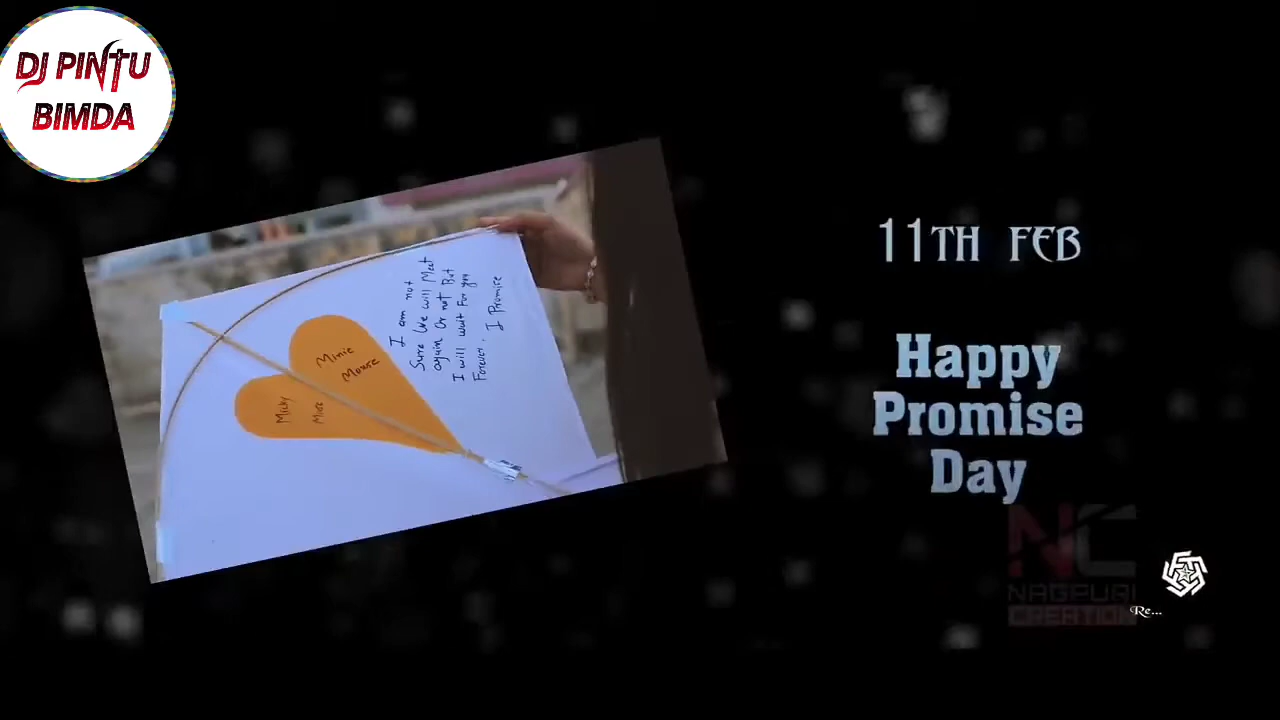 DJ PINTU
BIMDA
11TH FEB
Happy
Promise
Day
I am not
Sure We will Meet
again Or not But
I will wait For you
Forever. I Promise
Minie
Mouse
Micky
NC
NAGPURI
CREATION
Re...